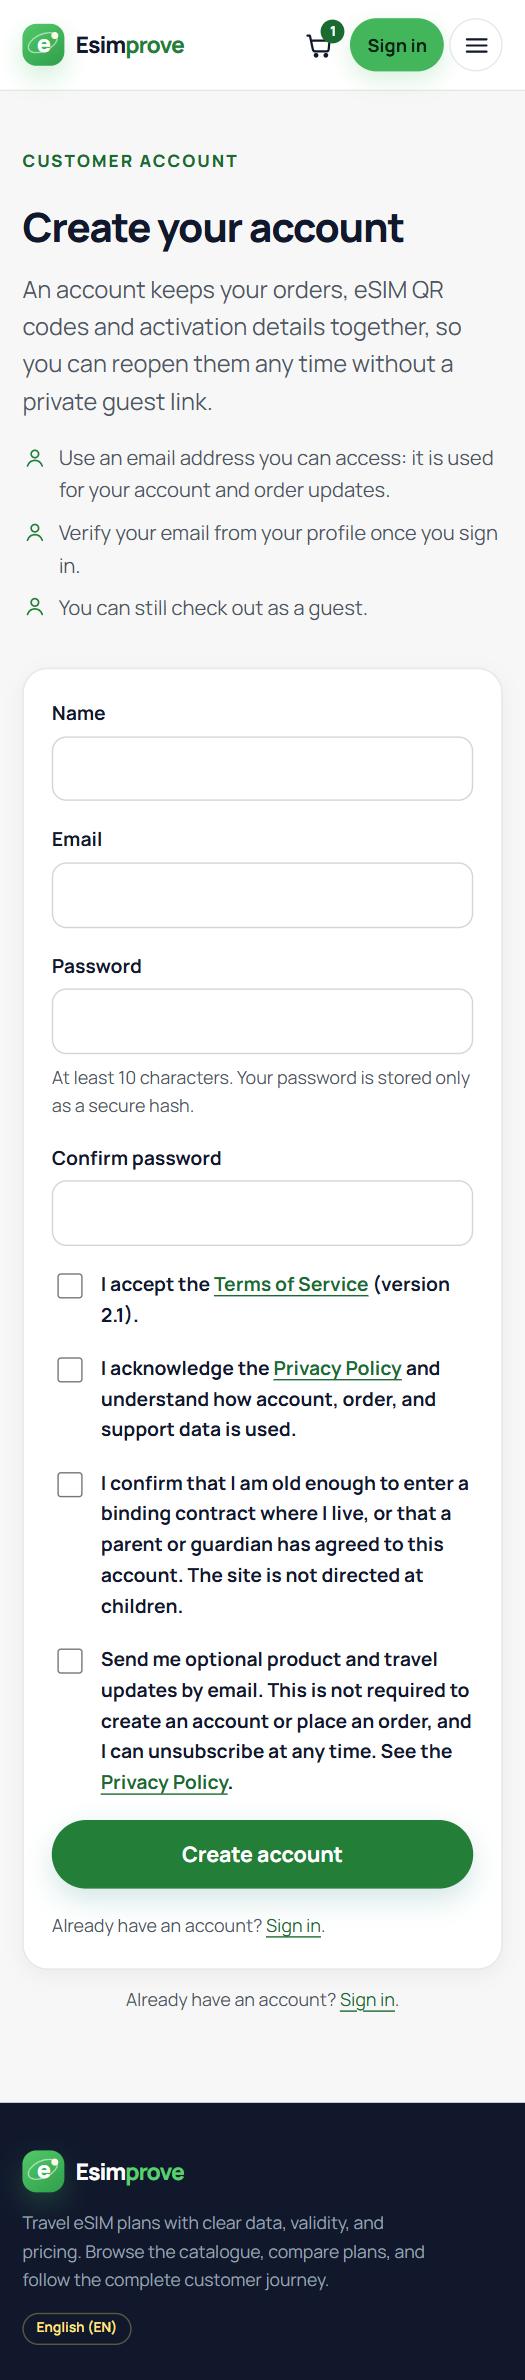 e Esimprove
1
Sign in
CUSTOMER ACCOUNT
Create your account
An account keeps your orders, eSIM QR
codes and activation details together, so
you can reopen them any time without a
private guest link.
Use an email address you can access: it is used
for your account and order updates.
Verify your email from your profile once you sign
in.
You can still check out as a guest.
Name
Email
Password
At least 10 characters. Your password is stored only
as a secure hash.
Confirm password
I accept the Terms of Service (version
2.1).
I acknowledge the Privacy Policy and
understand how account, order, and
support data is used.
I confirm that I am old enough to enter a
binding contract where I live, or that a
parent or guardian has agreed to this
account. The site is not directed at
children.
Send me optional product and travel
updates by email. This is not required to
create an account or place an order, and
I can unsubscribe at any time. See the
Privacy Policy.
Create account
Already have an account? Sign in.
Already have an account? Sign in.
e Esimprove
Travel eSIM plans with clear data, validity, and
pricing. Browse the catalogue, compare plans, and
follow the complete customer journey.
English (EN)